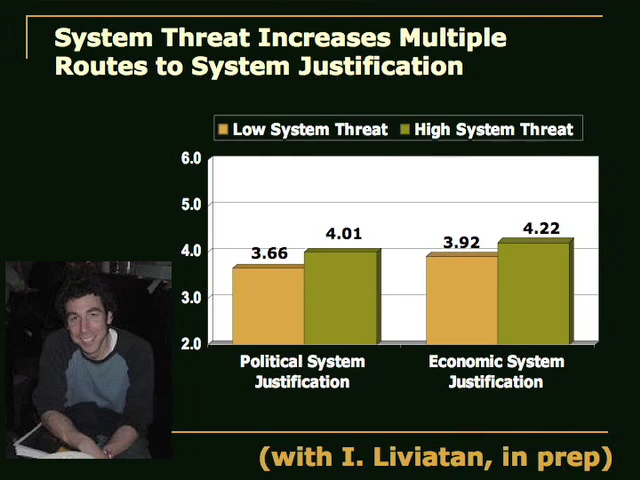 System Threat Increases Multiple
Routes to System Justification
Low System Threat High System Threat
6.0
5.0
4.0
3.0
2.0
3.66
4.01
3.92
4.22
Political System
Justification
Economic System
Justification
(with I. Liviatan, in prep)